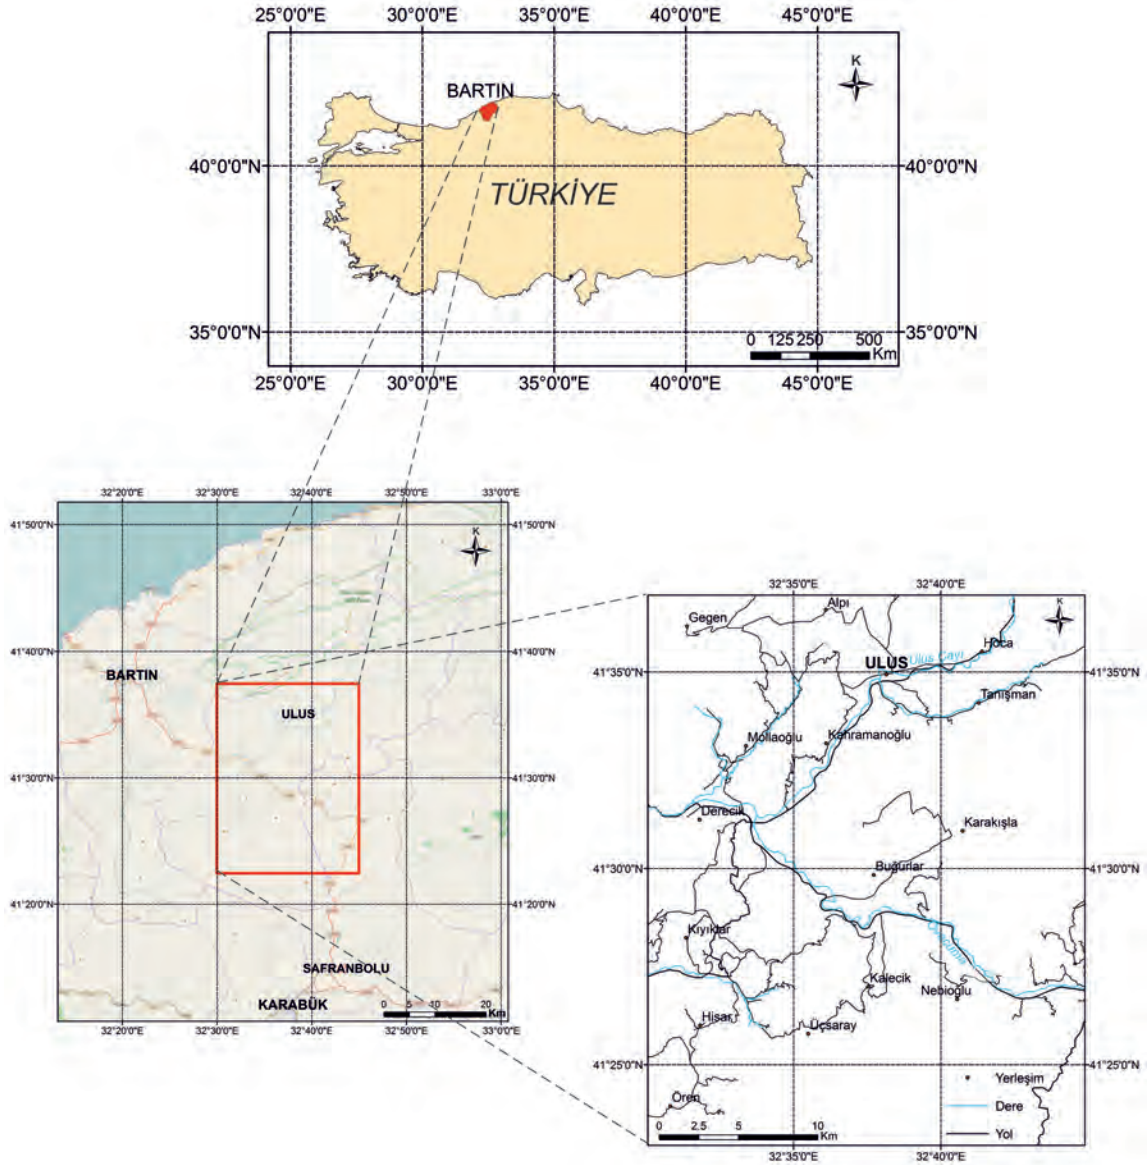 25°0'0"E 30°0'0"E 35°0'0"E 40°0'0"E 45°0'0"E
K
BARTIN
40°0'0"N 40°0'0"N
TÜRKİYE
35°0'0"N 35°0'0"N
0 125 250 500
Km
25°0'0"E 30°0'0"E 35°0'0"E 40°0'0"E 45°0'0"E
32°20'0"E 32°30'0"E 32°40'0"E 32°50'0"E 33°0'0"E
41°50'0"N 41°50'0"N
K
41°40'0"N 41°40'0"N
BARTIN
ULUS
41°30'0"N 41°30'0"N
41°20'0"N 41°20'0"N
SAFRANBOLU
KARABÜK
0 5 10 20
Km
32°20'0"E 32°30'0"E 32°40'0"E 32°50'0"E 33°0'0"E
32°35'0"E 32°40'0"E
K
Alpı
Gegen
Hoca
Ulus Çayı
ULUS
41°35'0"N 41°35'0"N
Tanışman
Mollaoğlu
Kahramanoğlu
Derecik
Karakışla
41°30'0"N 41°30'0"N
Buğurlar
Kıyıklar
Kalecik
Nebioğlu
Hisar
Üçsaray
41°25'0"N 41°25'0"N
Yerleşim
Ören
Dere
0 2.5 5 10
Km
Yol
32°35'0"E 32°40'0"E